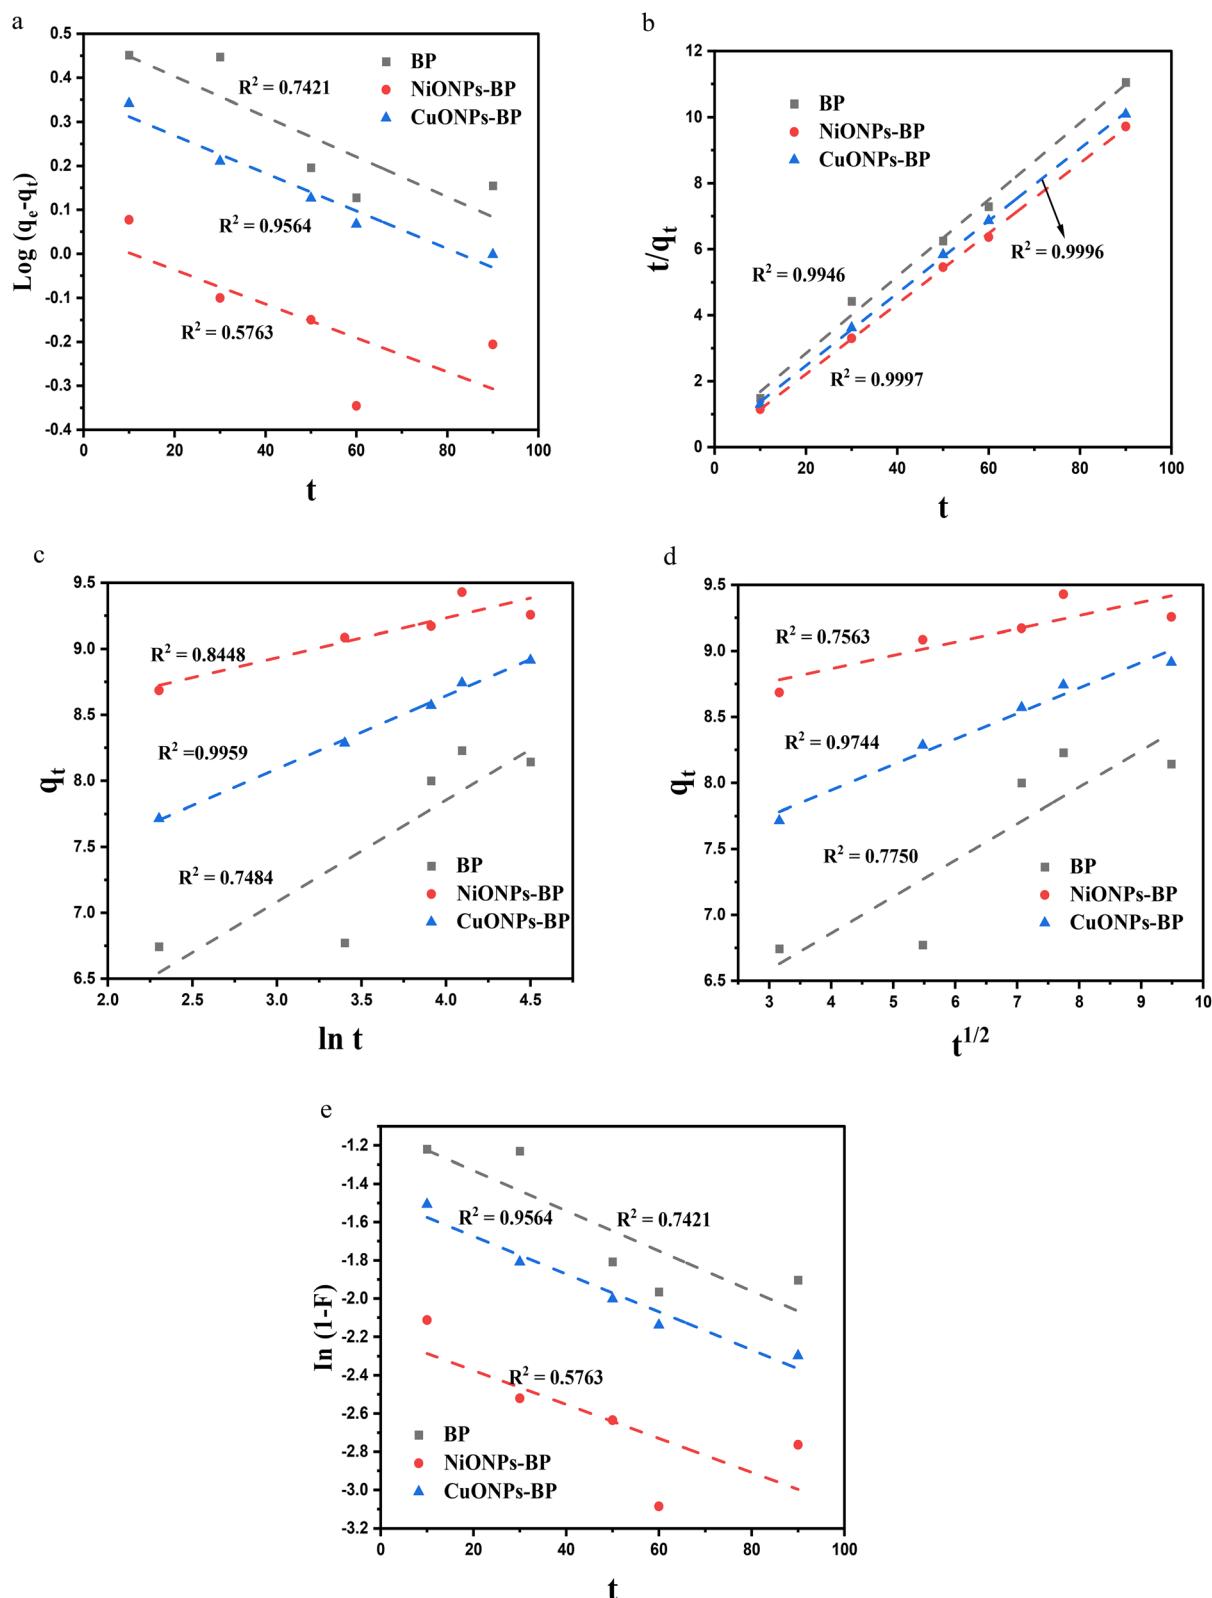 a
0.5
0.4
0.3
0.2
0.1
0.0
-0.1
-0.2
-0.3
-0.4
0
20
40
60
80
100
Log (qe-qt)
t
BP
NiONPs-BP
CuONPs-BP
R2 = 0.7421
R2 = 0.9564
R2 = 0.5763
b
12
10
8
6
4
2
0
0
20
40
60
80
100
t/qt
t
BP
NiONPs-BP
CuONPs-BP
R2 = 0.9946
R2 = 0.9996
R2 = 0.9997
c
9.5
9.0
8.5
8.0
7.5
7.0
6.5
2.0
2.5
3.0
3.5
4.0
4.5
qt
ln t
R2 = 0.8448
R2 =0.9959
R2 = 0.7484
BP
NiONPs-BP
CuONPs-BP
d
9.5
9.0
8.5
8.0
7.5
7.0
6.5
3
4
5
6
7
8
9
10
qt
t1/2
R2 = 0.7563
R2 = 0.9744
R2 = 0.7750
BP
NiONPs-BP
CuONPs-BP
e
-1.2
-1.4
-1.6
-1.8
-2.0
-2.2
-2.4
-2.6
-2.8
-3.0
-3.2
0
20
40
60
80
100
In (1-F)
t
R2 = 0.9564
R2 = 0.7421
R2 = 0.5763
BP
NiONPs-BP
CuONPs-BP